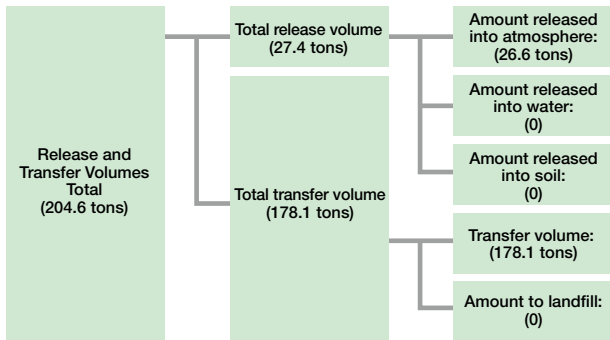 Release and
Transfer Volumes
Total
(204.6 tons)
Total release volume
(27.4 tons)
Total transfer volume
(178.1 tons)
Amount released
into atmosphere:
(26.6 tons)
Amount released
into water:
(0)
Amount released
into soil:
(0)
Transfer volume:
(178.1 tons)
Amount to landfill:
(0)